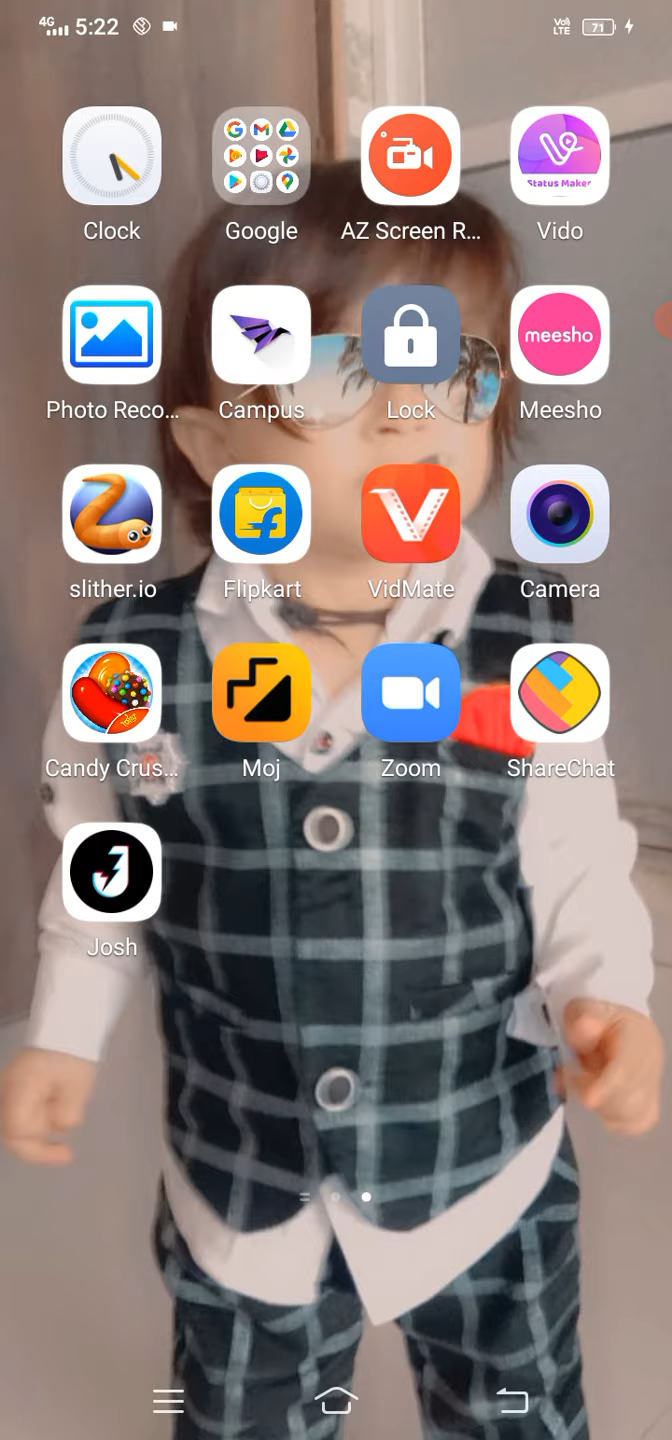 4G 5:22 VoLTE 71
Clock Google AZ Screen R... Vido
Status Maker
Photo Reco... Campus Lock Meesho
meesho
slither.io Flipkart VidMate Camera
Candy Crus... Moj Zoom ShareChat
Josh